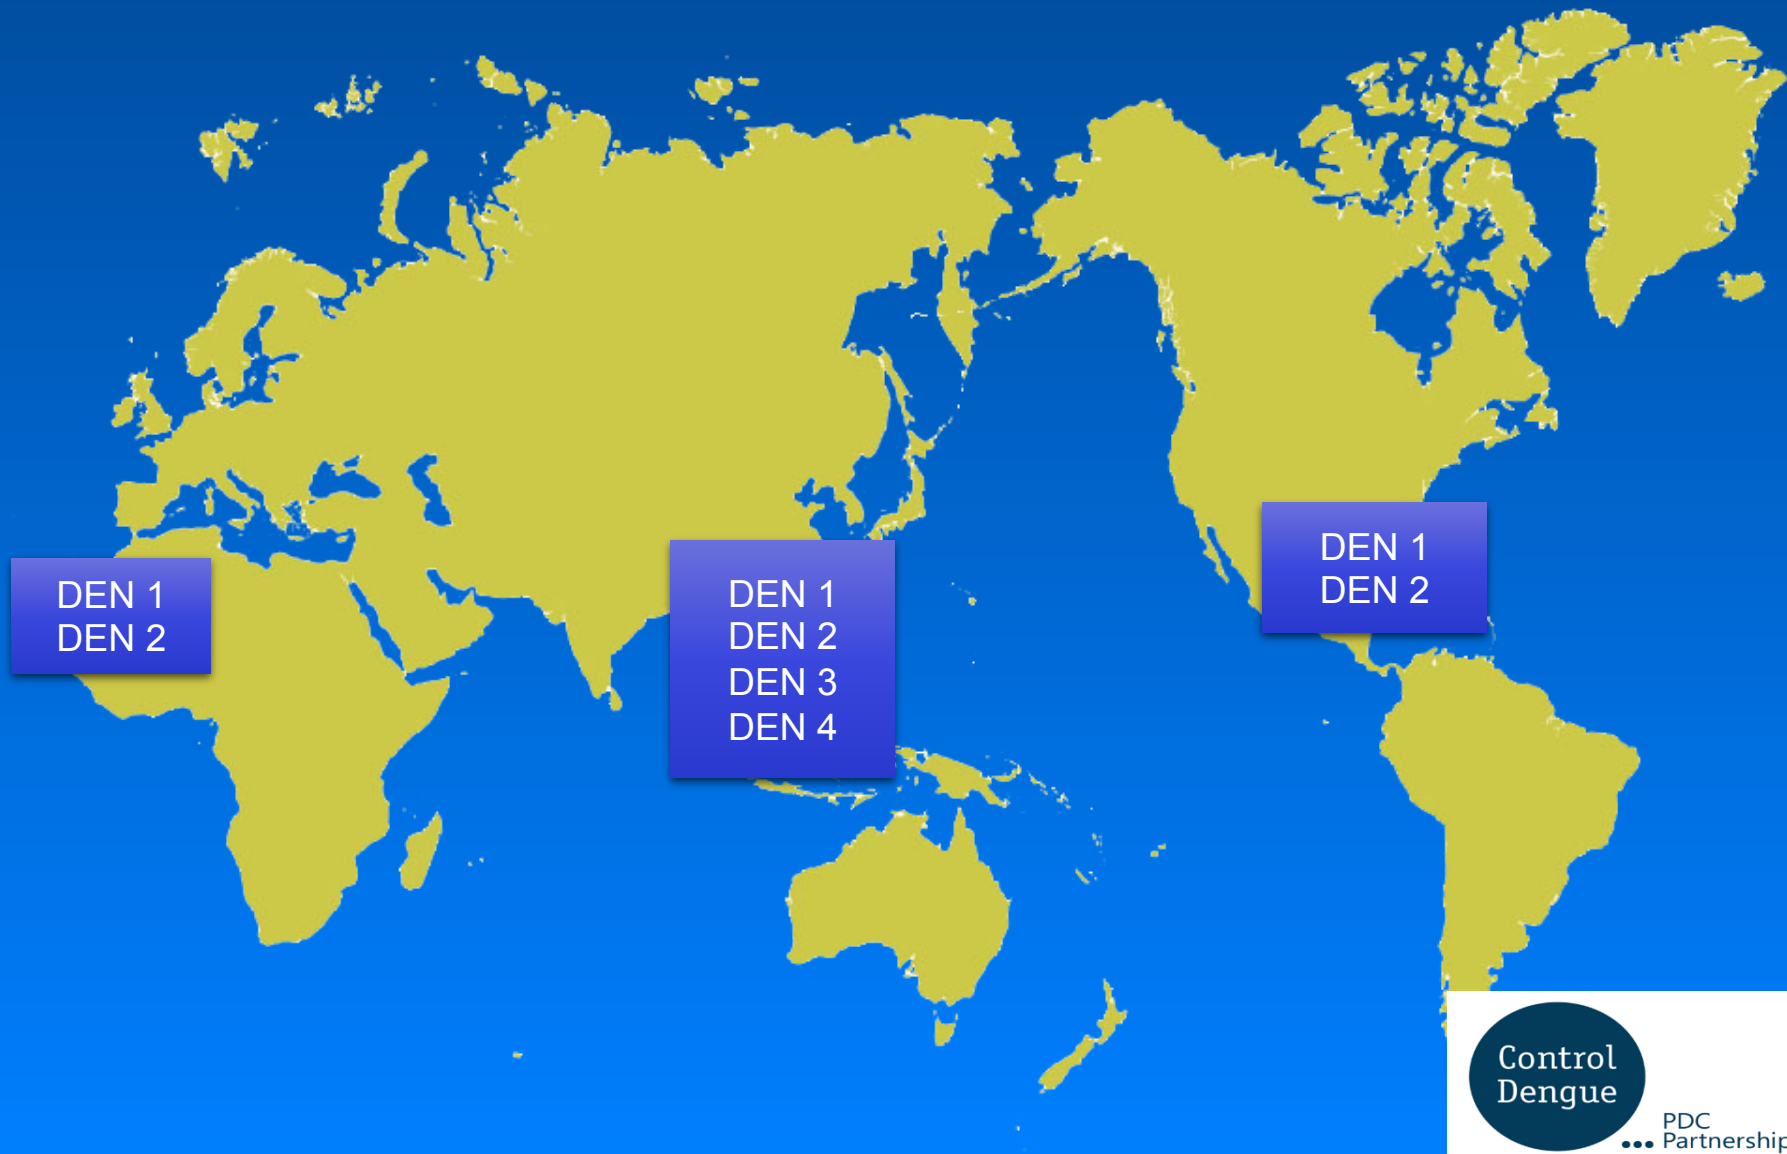 DEN 1
DEN 2
DEN 1
DEN 2
DEN 3
DEN 4
DEN 1
DEN 2
Control
Dengue
PDC
Partnership